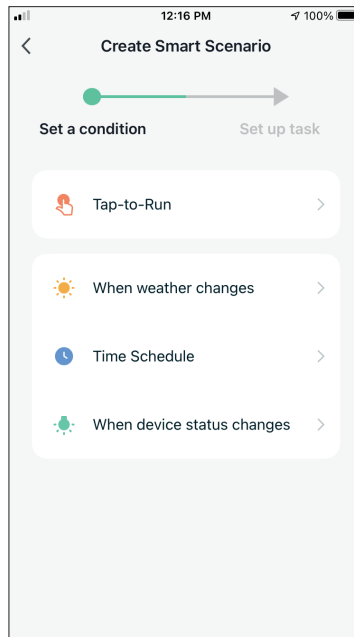 12:16 PM 100%
Create Smart Scenario
Set a condition Set up task
Tap-to-Run
When weather changes
Time Schedule
When device status changes